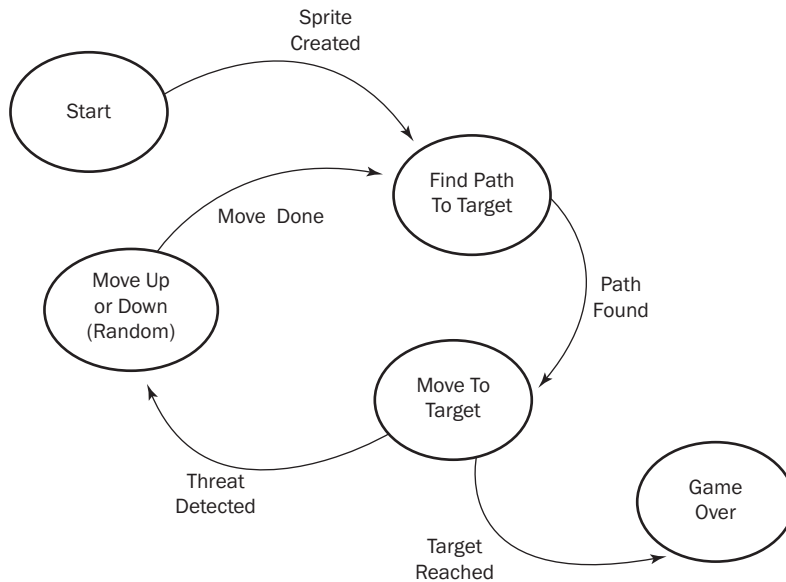 Sprite
Created
Start
Find Path
To Target
Move Done
Move Up
or Down
(Random)
Path
Found
Move To
Target
Threat
Detected
Game
Over
Target
Reached